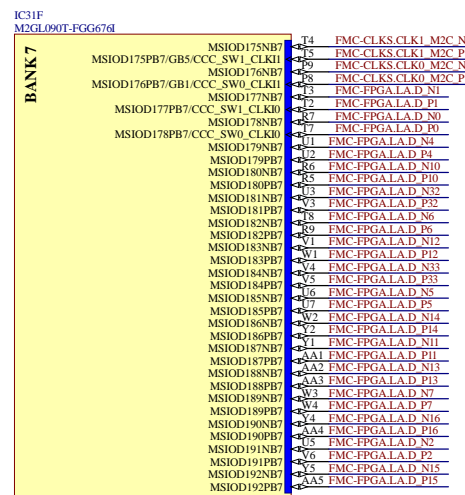 IC31F
M2GL090T-FGG676I
BANK 7
MSIOD175NB7 T4 FMC-CLKS.CLK1_M2C_N
MSIOD175PB7/GB5/CCC_SW1_CLKI1 T5 FMC-CLKS.CLK1_M2C_P
MSIOD176NB7 P9 FMC-CLKS.CLK0_M2C_N
MSIOD176PB7/GB1/CCC_SW0_CLKI1 P8 FMC-CLKS.CLK0_M2C_P
MSIOD177NB7 T3 FMC-FPGA.LA.D_N1
MSIOD177PB7/CCC_SW1_CLKI0 T2 FMC-FPGA.LA.D_P1
MSIOD178NB7 R7 FMC-FPGA.LA.D_N0
MSIOD178PB7/CCC_SW0_CLKI0 T7 FMC-FPGA.LA.D_P0
MSIOD179NB7 U1 FMC-FPGA.LA.D_N4
MSIOD179PB7 U2 FMC-FPGA.LA.D_P4
MSIOD180NB7 R6 FMC-FPGA.LA.D_N10
MSIOD180PB7 R5 FMC-FPGA.LA.D_P10
MSIOD181NB7 U3 FMC-FPGA.LA.D_N32
MSIOD181PB7 V3 FMC-FPGA.LA.D_P32
MSIOD182NB7 T8 FMC-FPGA.LA.D_N6
MSIOD182PB7 R9 FMC-FPGA.LA.D_P6
MSIOD183NB7 V1 FMC-FPGA.LA.D_N12
MSIOD183PB7 W1 FMC-FPGA.LA.D_P12
MSIOD184NB7 V4 FMC-FPGA.LA.D_N33
MSIOD184PB7 V5 FMC-FPGA.LA.D_P33
MSIOD185NB7 U6 FMC-FPGA.LA.D_N5
MSIOD185PB7 U7 FMC-FPGA.LA.D_P5
MSIOD186NB7 W2 FMC-FPGA.LA.D_N14
MSIOD186PB7 Y2 FMC-FPGA.LA.D_P14
MSIOD187NB7 Y1 FMC-FPGA.LA.D_N11
MSIOD187PB7 AA1 FMC-FPGA.LA.D_P11
MSIOD188NB7 AA2 FMC-FPGA.LA.D_N13
MSIOD188PB7 AA3 FMC-FPGA.LA.D_P13
MSIOD189NB7 W3 FMC-FPGA.LA.D_N7
MSIOD189PB7 W4 FMC-FPGA.LA.D_P7
MSIOD190NB7 Y4 FMC-FPGA.LA.D_N16
MSIOD190PB7 AA4 FMC-FPGA.LA.D_P16
MSIOD191NB7 U5 FMC-FPGA.LA.D_N2
MSIOD191PB7 V6 FMC-FPGA.LA.D_P2
MSIOD192NB7 Y5 FMC-FPGA.LA.D_N15
MSIOD192PB7 AA5 FMC-FPGA.LA.D_P15